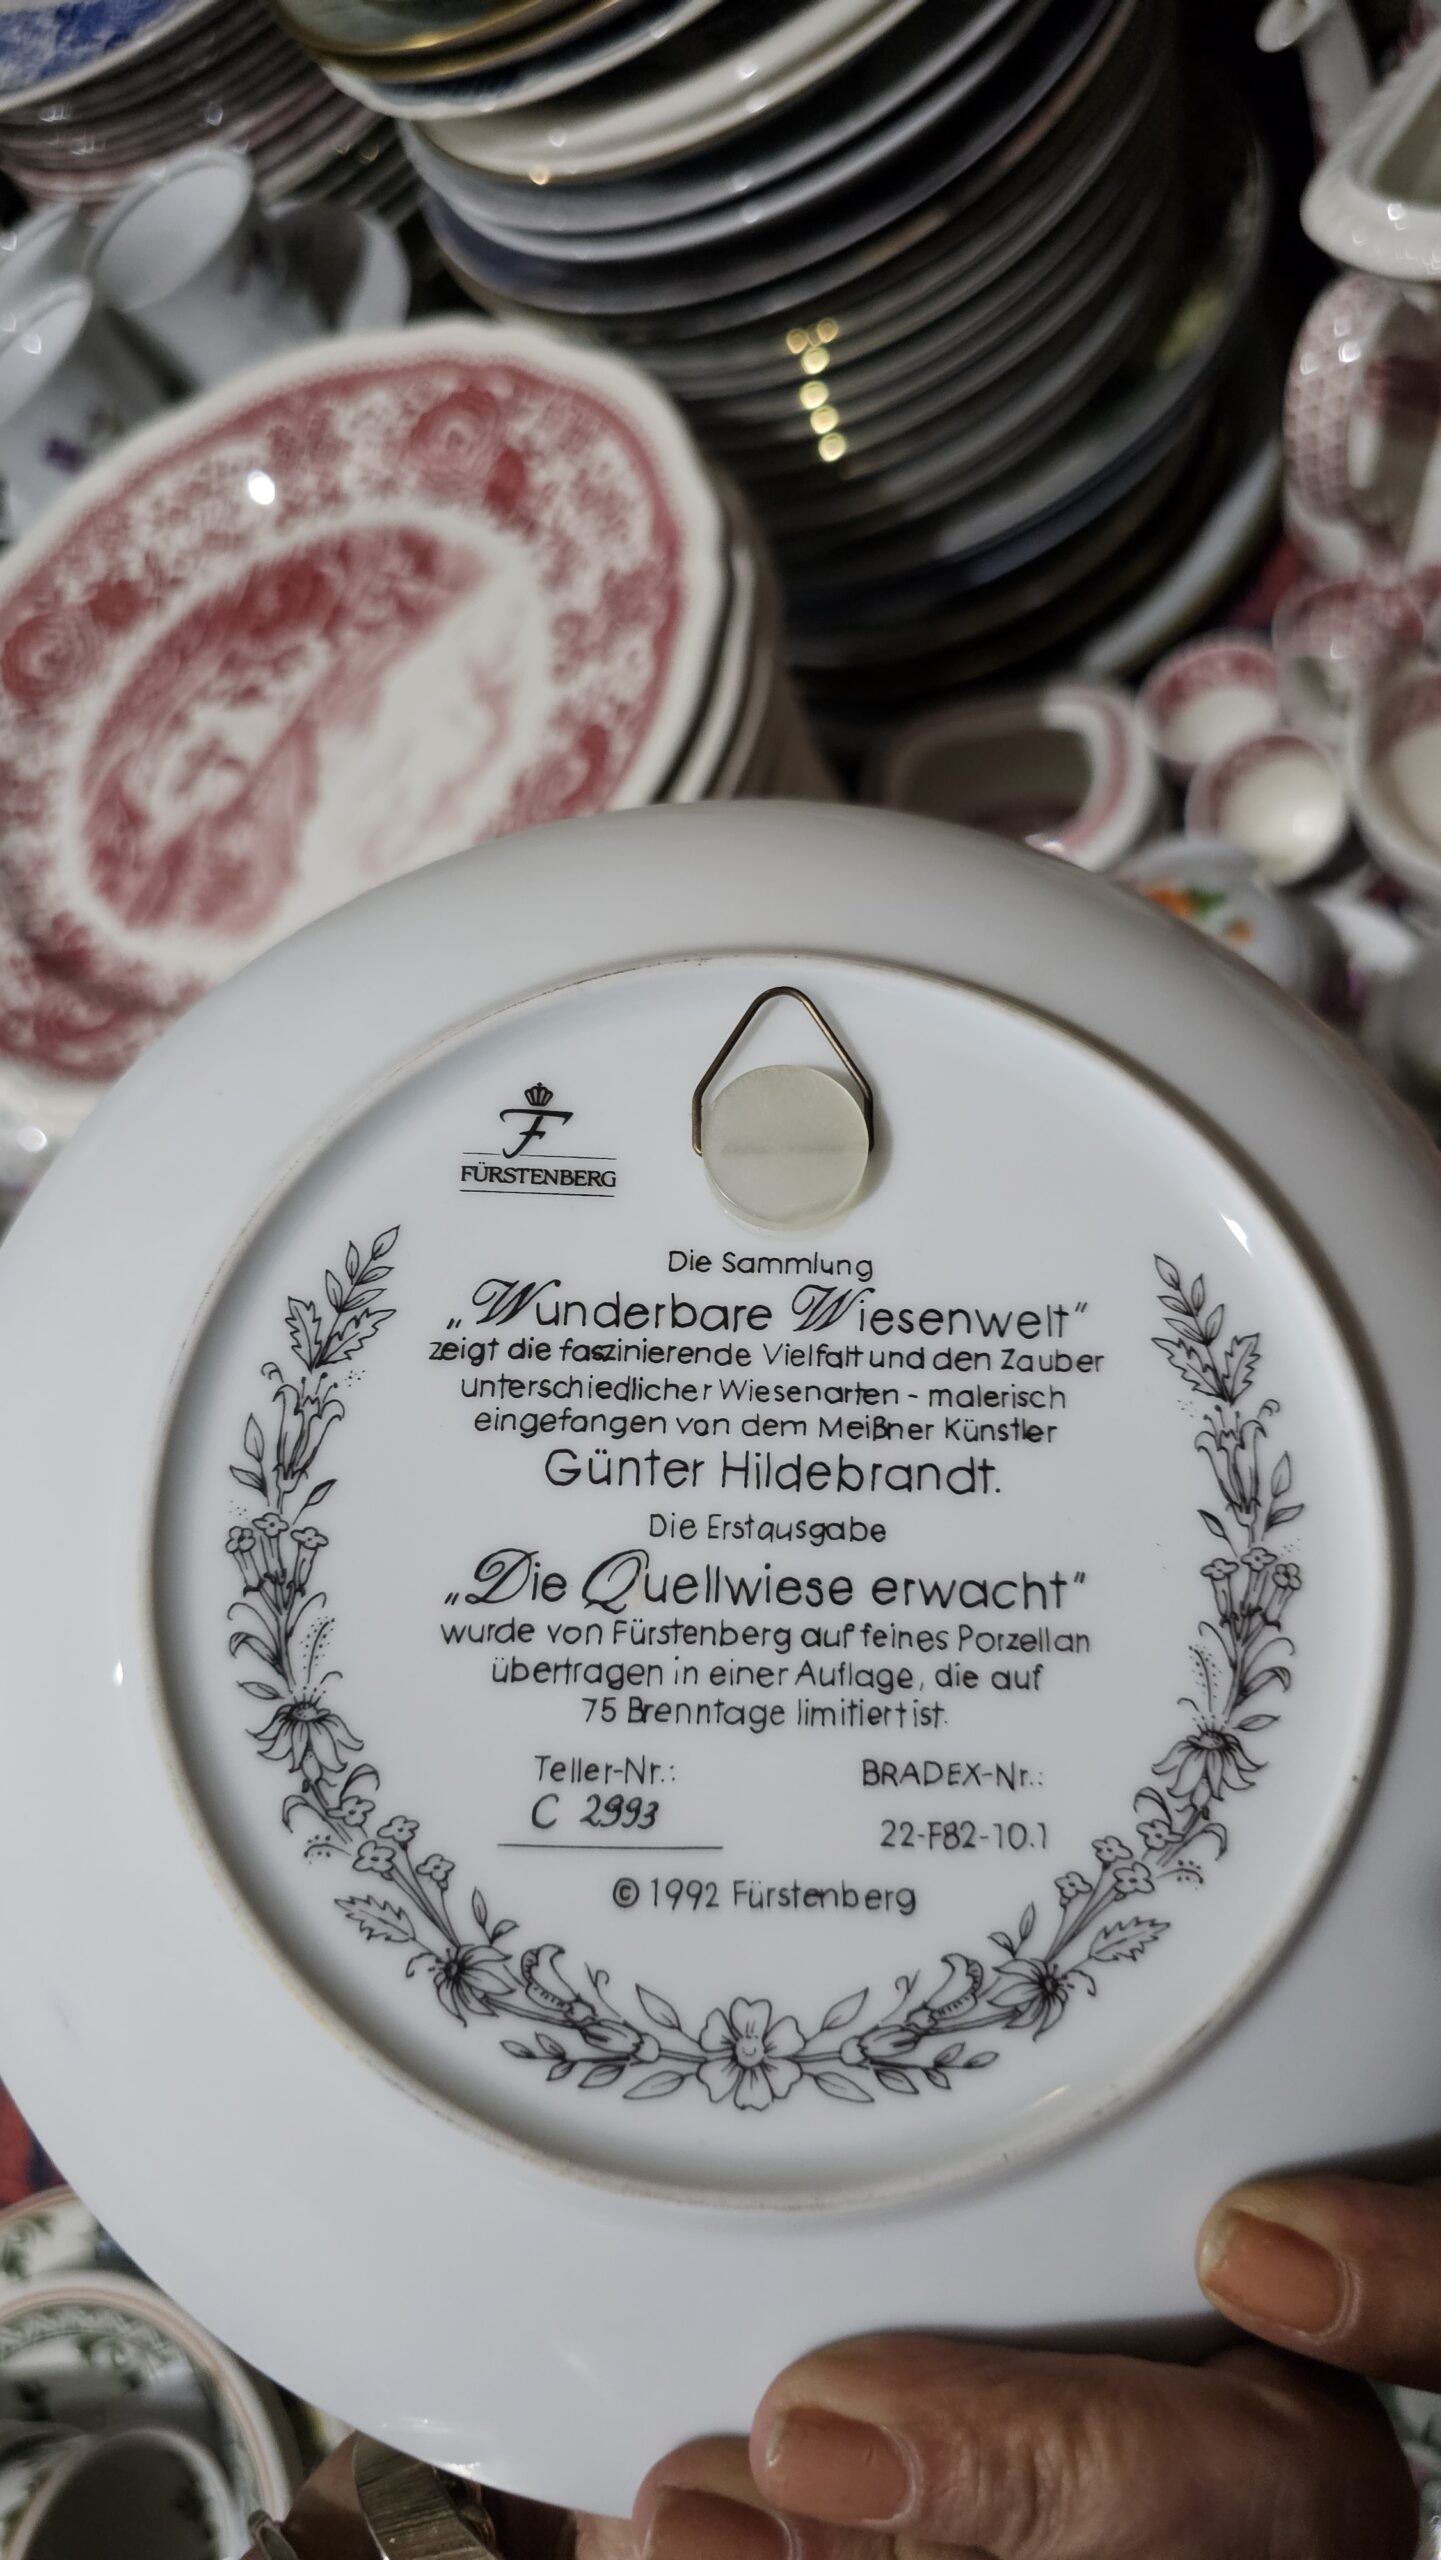 F
FÜRSTENBERG
Die Sammlung
„Wunderbare Wiesenwelt“
zeigt die faszinierende Vielfalt und den Zauber
unterschiedlicher Wiesenarten - malerisch
eingefangen von dem Meißner Künstler
Günter Hildebrandt.
Die Erstausgabe
„Die Quellwiese erwacht“
wurde von Fürstenberg auf feines Porzellan
übertragen in einer Auflage, die auf
75 Brenntage limitiert ist.
Teller-Nr.: BRADEX-Nr.:
C 2993 22-F82-10.1
© 1992 Fürstenberg